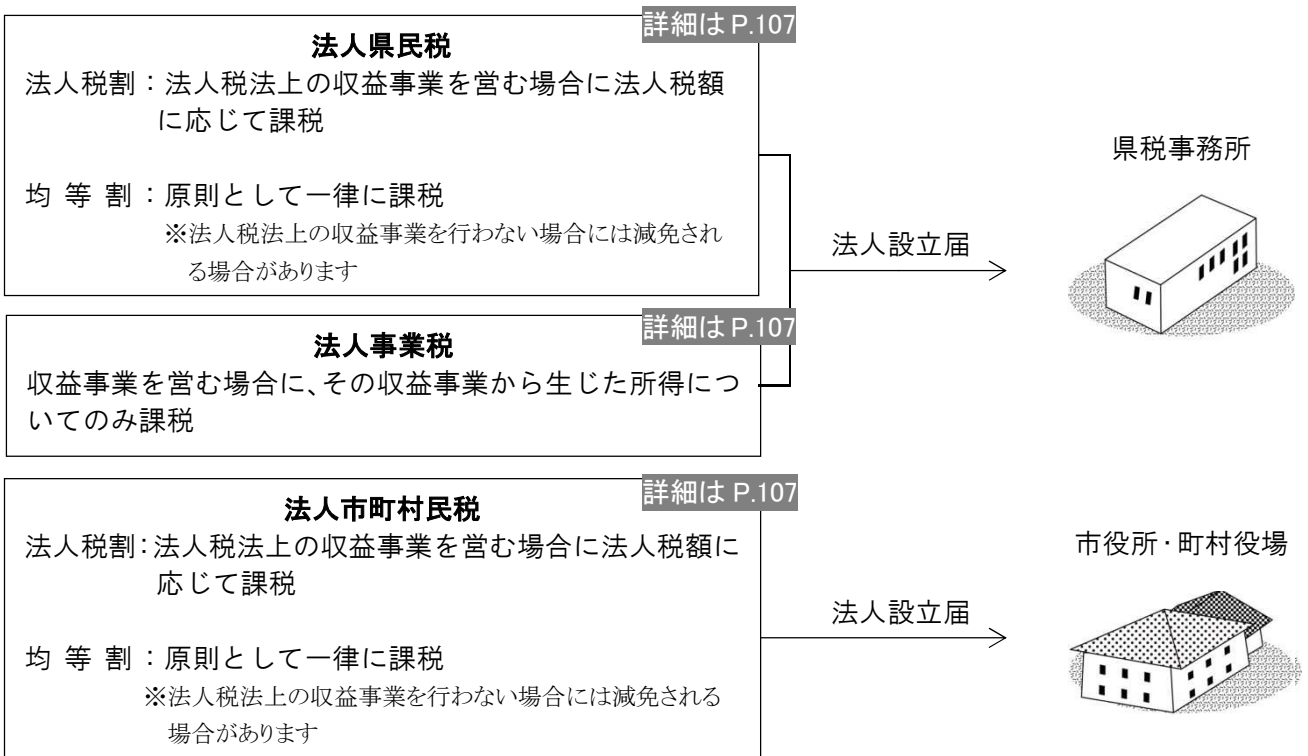 詳細は P.107
法人県民税
法人税割：法人税法上の収益事業を営む場合に法人税額
に応じて課税
均 等 割：原則として一律に課税
※法人税法上の収益事業を行わない場合には減免され
る場合があります
法人設立届
県税事務所
詳細は P.107
法人事業税
収益事業を営む場合に、その収益事業から生じた所得につ
いてのみ課税
詳細は P.107
法人市町村民税
法人税割：法人税法上の収益事業を営む場合に法人税額に
応じて課税
均 等 割：原則として一律に課税
※法人税法上の収益事業を行わない場合には減免される
場合があります
法人設立届
市役所・町村役場